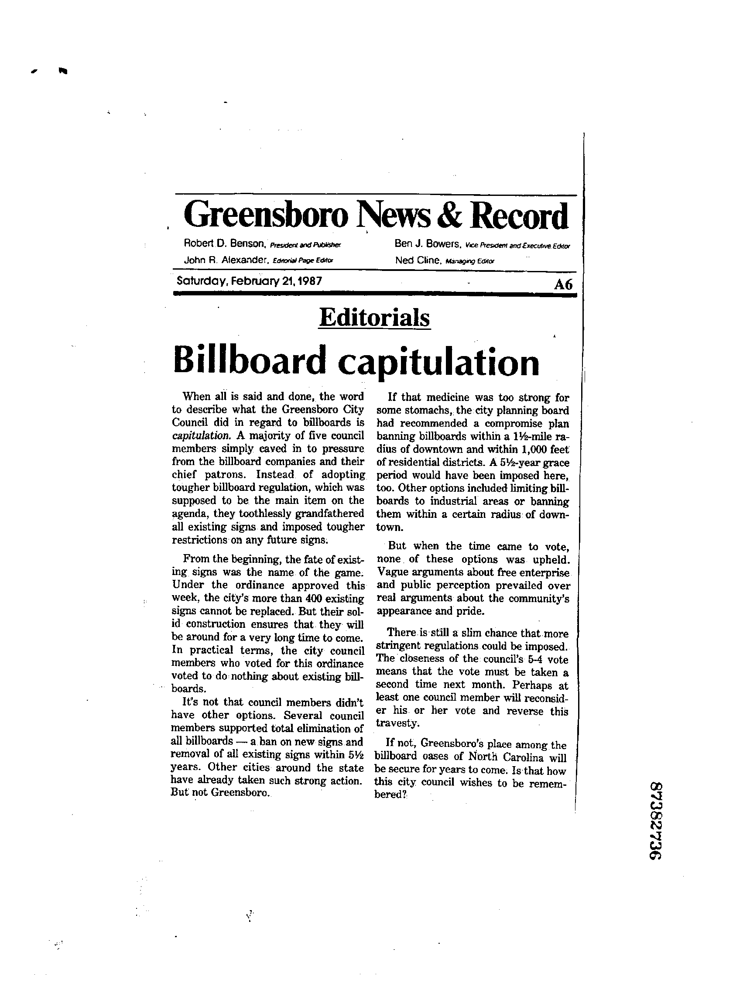 Greensboro News & Record
Robert D. Benson, President and Publisher
Ben J. Bowers, Vice President and Executive Editor
John R. Alexander, Editorial Page Editor
Ned Cline, Managing Editor
Saturday, February 21, 1987
A6
Editorials
Billboard capitulation
When all is said and done, the word
to describe what the Greensboro City
Council did in regard to billboards is
capitulation. A majority of five council
members simply caved in to pressure
from the billboard companies and their
chief patrons. Instead of adopting
tougher billboard regulation, which was
supposed to be the main item on the
agenda, they toothlessly grandfathered
all existing signs and imposed tougher
restrictions on any future signs.
From the beginning, the fate of exist-
ing signs was the name of the game.
Under the ordinance approved this
week, the city's more than 400 existing
signs cannot be replaced. But their sol-
id construction ensures that they will
be around for a very long time to come.
In practical terms, the city council
members who voted for this ordinance
voted to do nothing about existing bill-
boards.
It's not that council members didn't
have other options. Several council
members supported total elimination of
all billboards — a ban on new signs and
removal of all existing signs within 5½
years. Other cities around the state
have already taken such strong action.
But not Greensboro.
If that medicine was too strong for
some stomachs, the city planning board
had recommended a compromise plan
banning billboards within a 1½-mile ra-
dius of downtown and within 1,000 feet
of residential districts. A 5½-year grace
period would have been imposed here,
too. Other options included limiting bill-
boards to industrial areas or banning
them within a certain radius of down-
town.
But when the time came to vote,
none of these options was upheld.
Vague arguments about free enterprise
and public perception prevailed over
real arguments about the community's
appearance and pride.
There is still a slim chance that more
stringent regulations could be imposed.
The closeness of the council's 5-4 vote
means that the vote must be taken a
second time next month. Perhaps at
least one council member will reconsid-
er his or her vote and reverse this
travesty.
If not, Greensboro's place among the
billboard oases of North Carolina will
be secure for years to come. Is that how
this city council wishes to be remem-
bered?
87382736